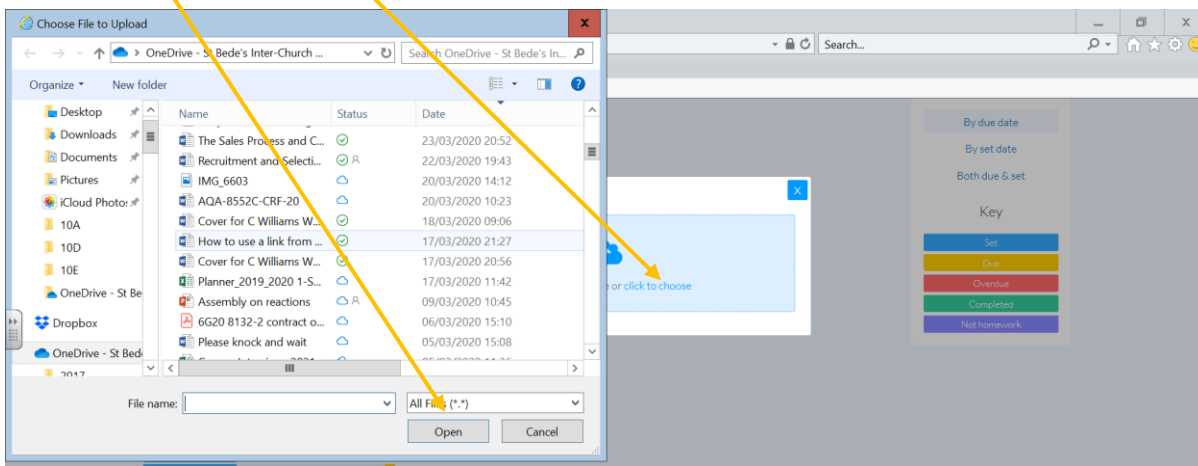 Choose File to Upload
OneDrive - St Bede's Inter-Church ...
Search OneDrive - St Bede's In...
Organize
New folder
Desktop
Downloads
Documents
Pictures
iCloud Photo:
10A
10D
10E
OneDrive - St Be
Dropbox
OneDrive - St Bed
2017
Name Status Date
The Sales Process and C... 23/03/2020 20:52
Recruitment and Selecti... 22/03/2020 19:43
IMG_6603 20/03/2020 14:12
AQA-8552C-CRF-20 20/03/2020 10:23
Cover for C Williams W... 18/03/2020 09:06
How to use a link from ... 17/03/2020 21:27
Cover for C Williams W... 17/03/2020 20:56
Planner_2019_2020 1-S... 17/03/2020 11:42
Assembly on reactions 09/03/2020 10:45
6G20 8132-2 contract o... 06/03/2020 15:10
Please knock and wait 05/03/2020 15:08
File name:
All Files (*.*)
Open
Cancel
Search...
X
or click to choose
By due date
By set date
Both due & set
Key
Set
Due
Overdue
Completed
Not homework